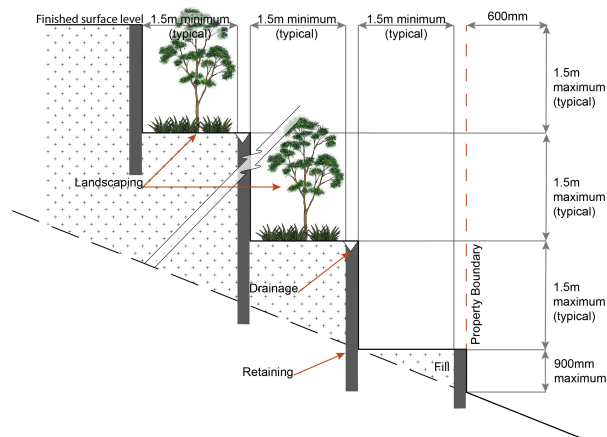 Finished surface level
1.5m minimum
(typical)
1.5m minimum
(typical)
1.5m minimum
(typical)
600mm
1.5m
maximum
(typical)
Landscaping
1.5m
maximum
(typical)
Drainage
Property Boundary
1.5m
maximum
(typical)
Retaining
Fill
900mm
maximum